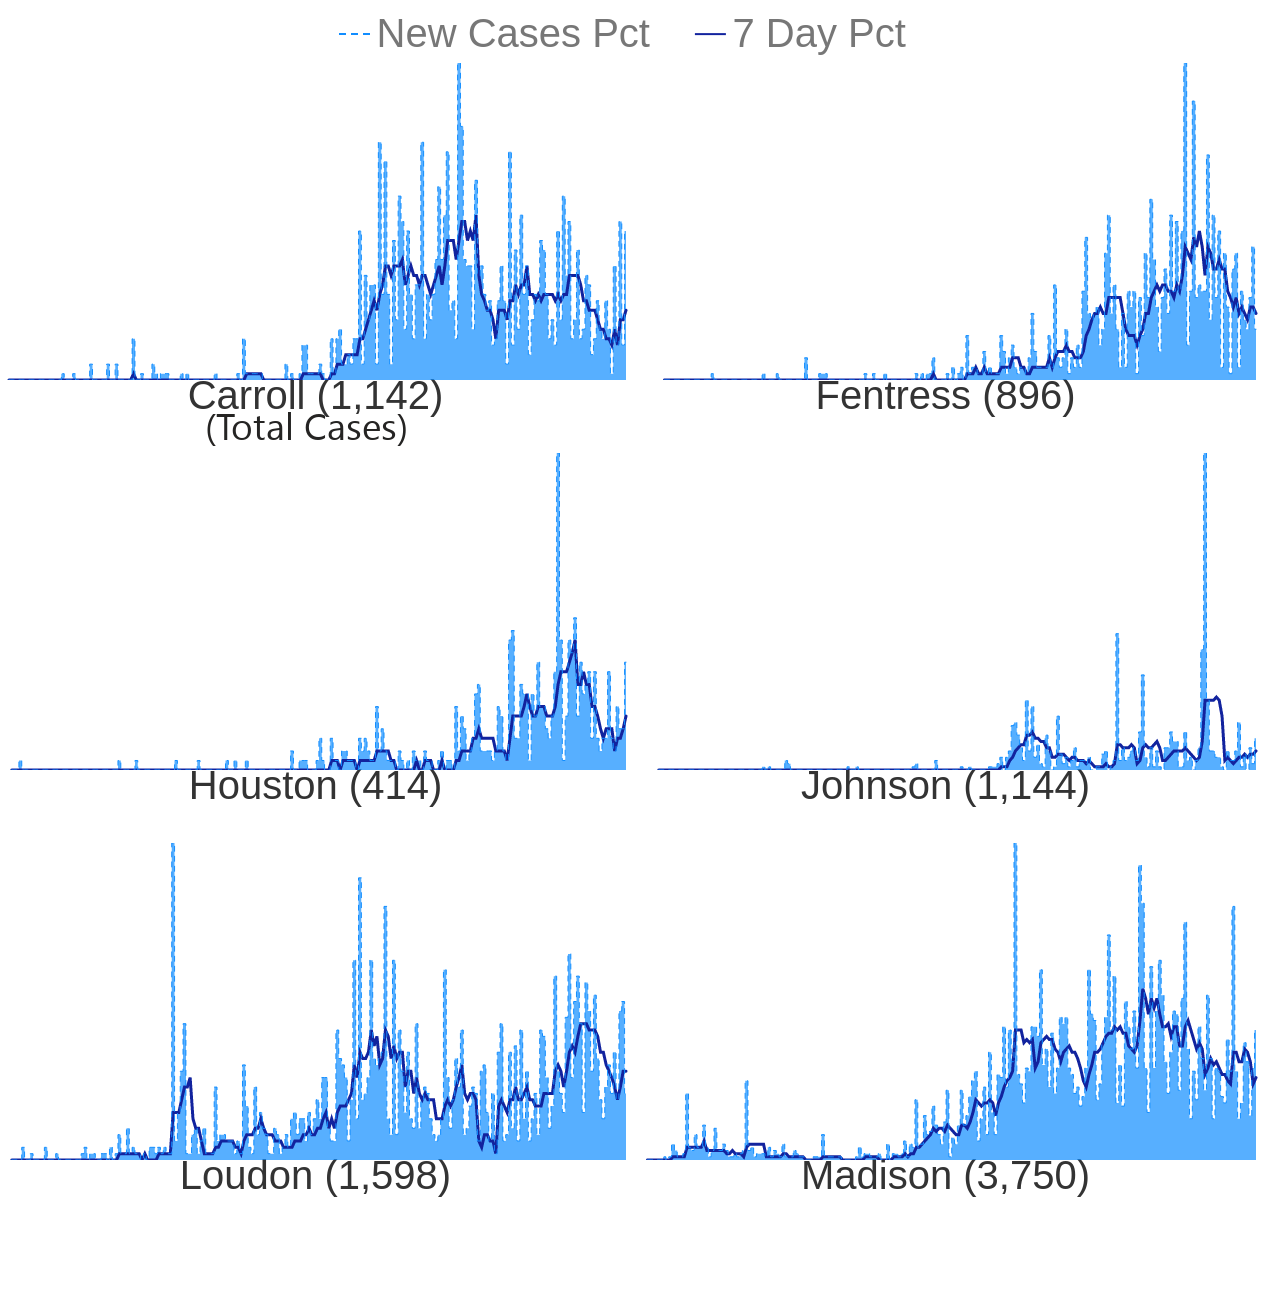 New Cases Pct 7 Day Pct
Carroll (1,142) Fentress (896)
(Total Cases)
Houston (414) Johnson (1,144)
Loudon (1,598) Madison (3,750)